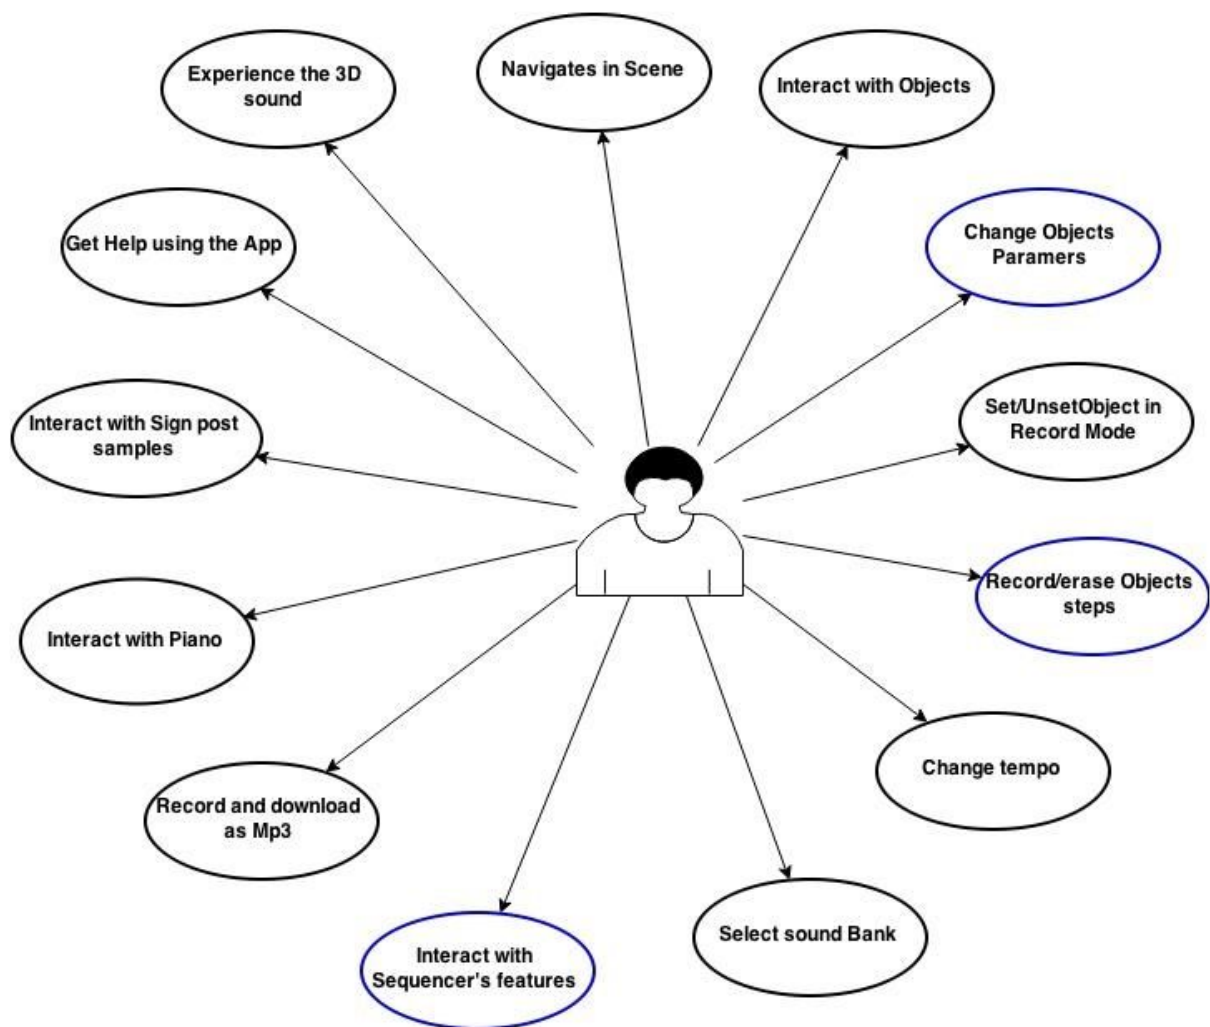 Experience the 3D
sound
Navigates in Scene
Interact with Objects
Get Help using the App
Change Objects
Paramers
Interact with Sign post
samples
Set/UnsetObject in
Record Mode
Record/erase Objects
steps
Interact with Piano
Change tempo
Record and download
as Mp3
Select sound Bank
Interact with
Sequencer's features